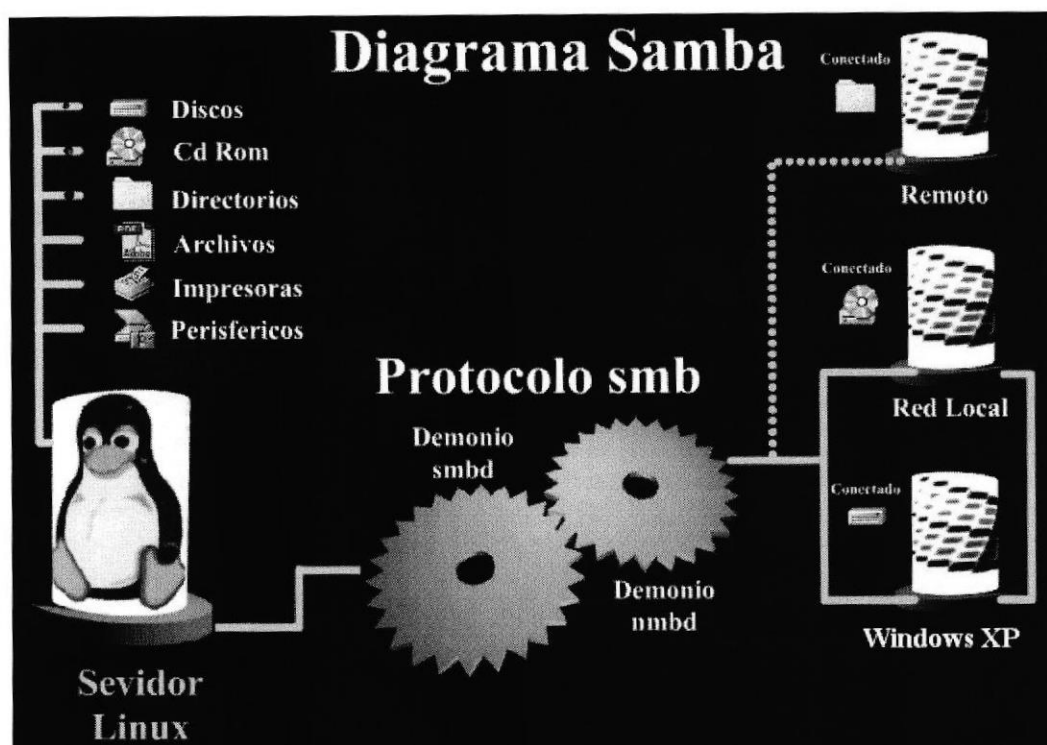 Diagrama Samba
Discos
Cd Rom
Directorios
Archivos
Impresoras
Perisfericos
Conectado
Remoto
Conectado
Red Local
Protocolo smb
Demonio
smbd
Demonio
nmbd
Conectado
Windows XP
Sevidor
Linux